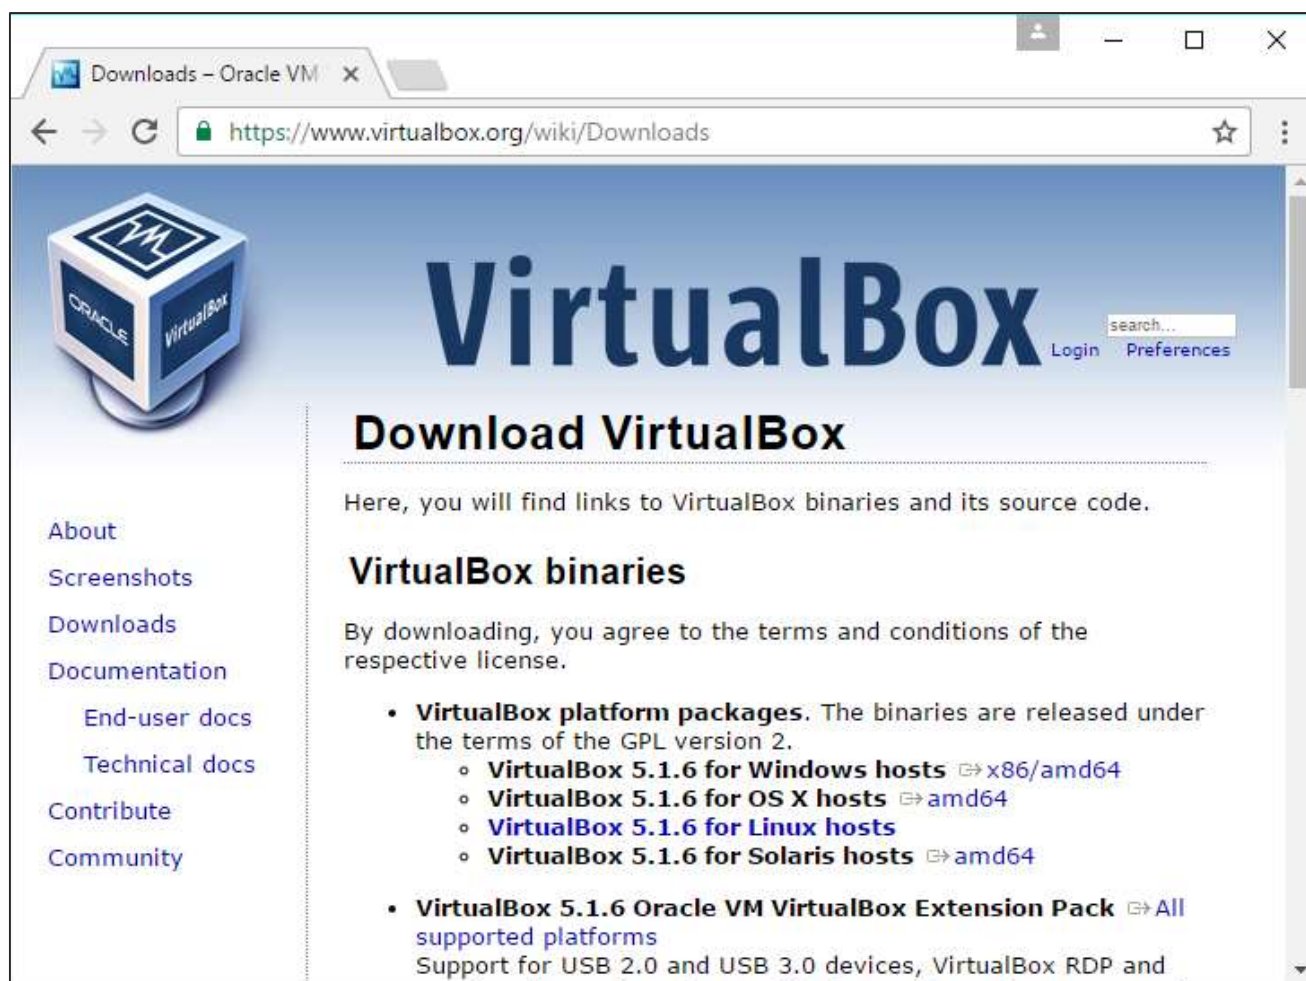 Downloads – Oracle VM
https://www.virtualbox.org/wiki/Downloads
ORACLE
VirtualBox
VirtualBox
search...
Login Preferences
Download VirtualBox
Here, you will find links to VirtualBox binaries and its source code.
About
Screenshots
Downloads
Documentation
End-user docs
Technical docs
Contribute
Community
VirtualBox binaries
By downloading, you agree to the terms and conditions of the
respective license.
• VirtualBox platform packages. The binaries are released under
the terms of the GPL version 2.
◦ VirtualBox 5.1.6 for Windows hosts x86/amd64
◦ VirtualBox 5.1.6 for OS X hosts amd64
◦ VirtualBox 5.1.6 for Linux hosts
◦ VirtualBox 5.1.6 for Solaris hosts amd64
• VirtualBox 5.1.6 Oracle VM VirtualBox Extension Pack All
supported platforms
Support for USB 2.0 and USB 3.0 devices, VirtualBox RDP and